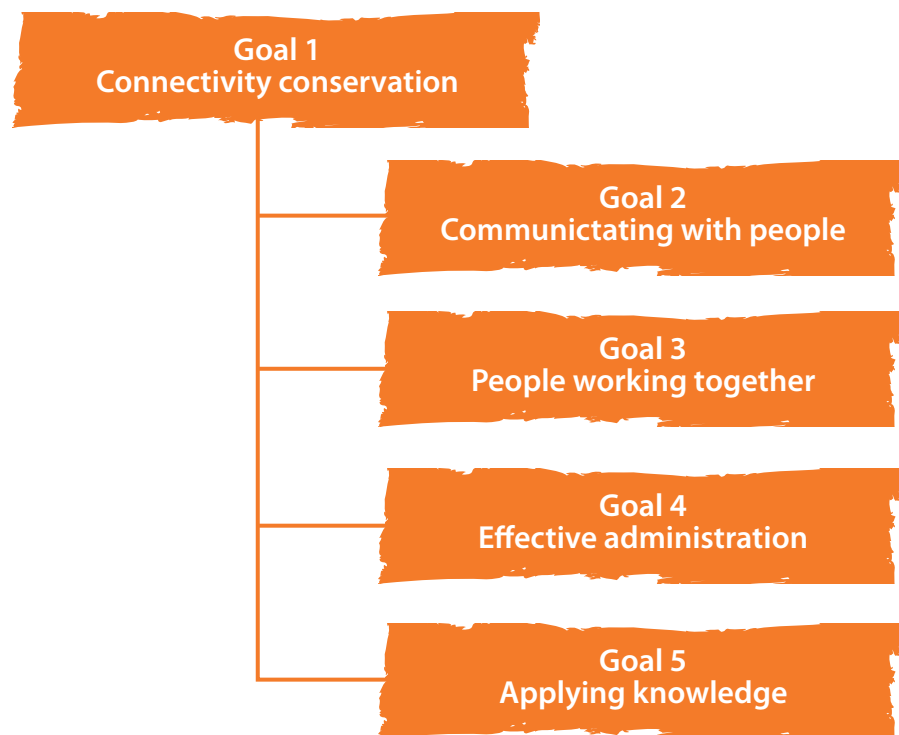 Goal 1
Connectivity conservation
Goal 2
Communictating with people
Goal 3
People working together
Goal 4
Effective administration
Goal 5
Applying knowledge